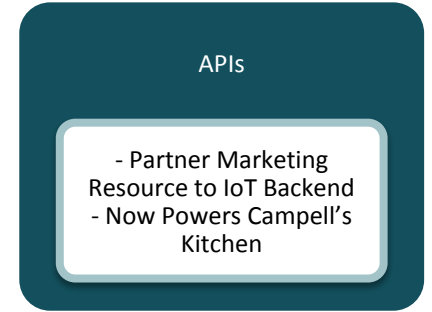 APIs
- Partner Marketing
Resource to IoT Backend
- Now Powers Campell’s
Kitchen